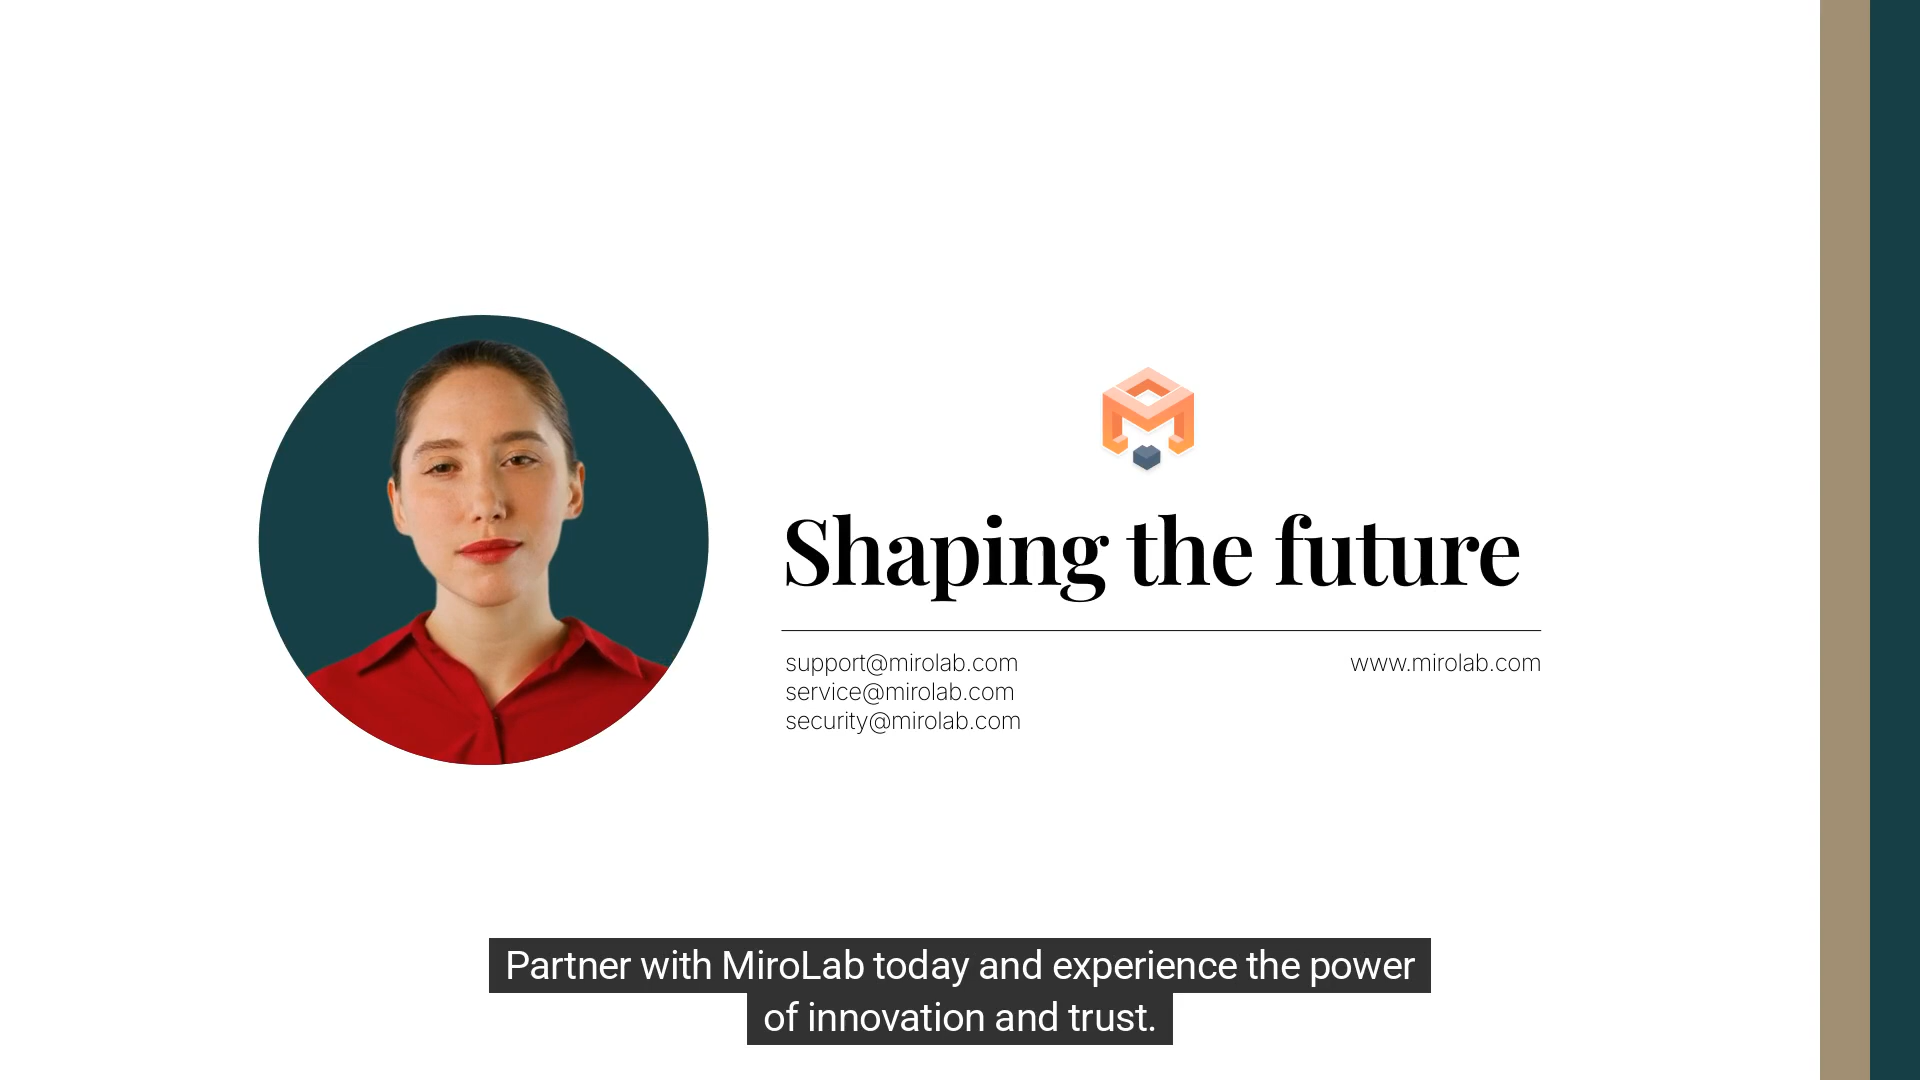 Shaping the future
support@mirolab.com
service@mirolab.com
security@mirolab.com
www.mirolab.com
Partner with MiroLab today and experience the power
of innovation and trust.